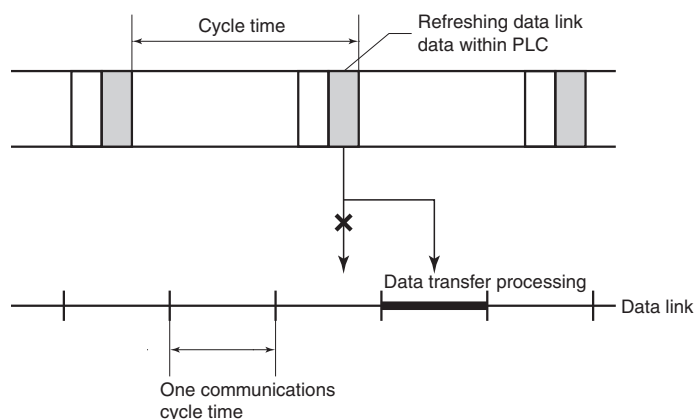 Cycle time
Refreshing data link
data within PLC
Data transfer processing
Data link
One communications
cycle time